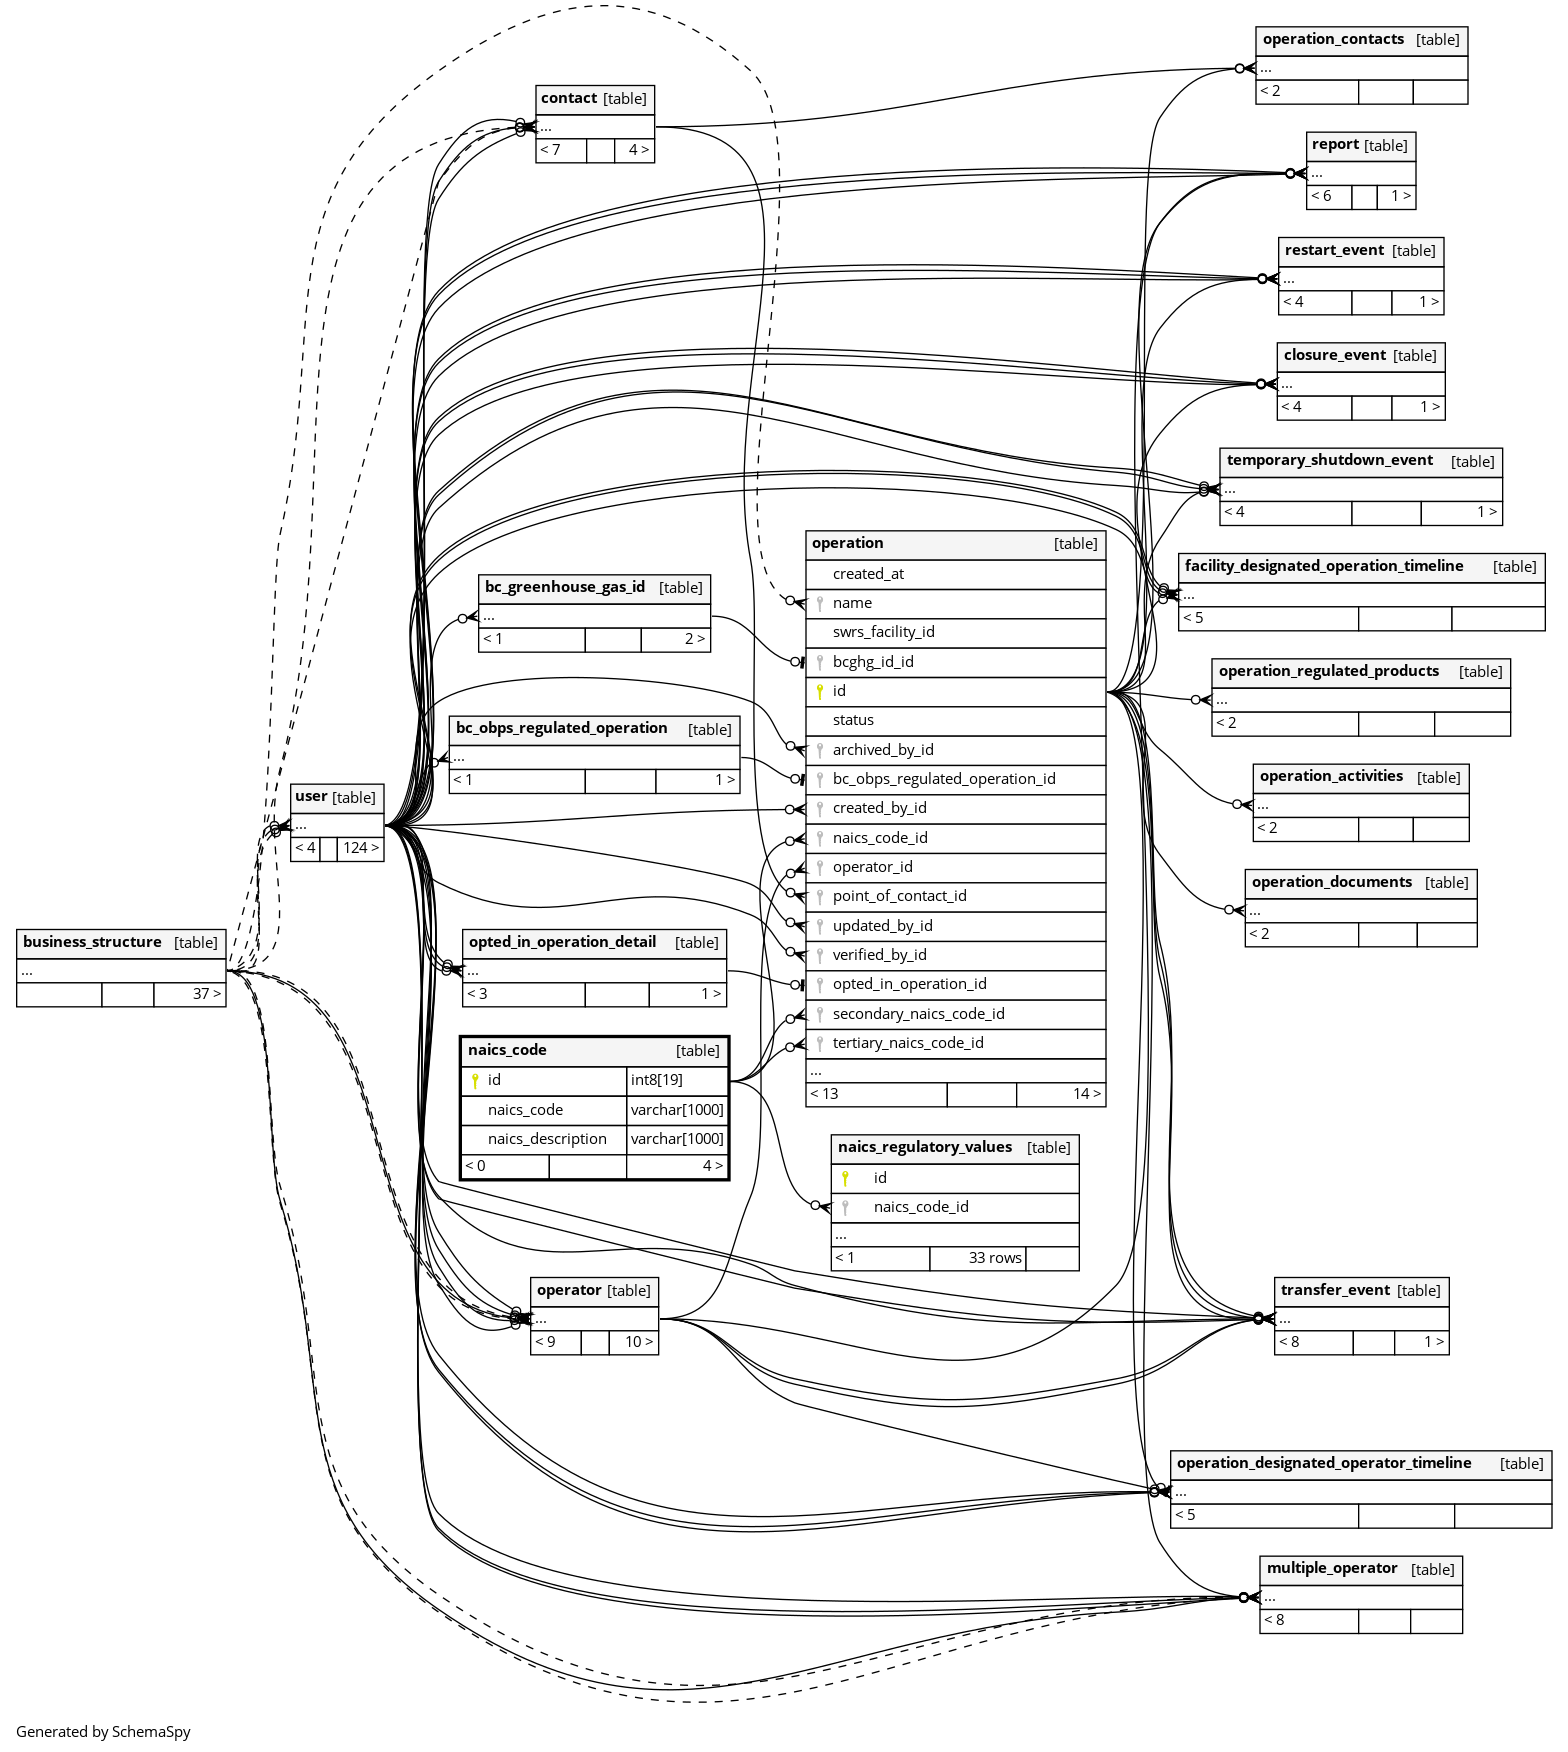 operation_contacts [table]
...
< 2
contact [table]
...
< 7 4 >
report [table]
...
< 6 1 >
restart_event [table]
...
< 4 1 >
closure_event [table]
...
< 4 1 >
temporary_shutdown_event [table]
...
< 4 1 >
operation [table]
created_at
name
swrs_facility_id
bcghg_id_id
id
status
archived_by_id
bc_obps_regulated_operation_id
created_by_id
naics_code_id
operator_id
point_of_contact_id
updated_by_id
verified_by_id
opted_in_operation_id
secondary_naics_code_id
tertiary_naics_code_id
...
< 13 14 >
facility_designated_operation_timeline [table]
...
< 5
bc_greenhouse_gas_id [table]
...
< 1 2 >
operation_regulated_products [table]
...
< 2
bc_obps_regulated_operation [table]
...
< 1 1 >
operation_activities [table]
...
< 2
user [table]
...
< 4 124 >
operation_documents [table]
...
< 2
business_structure [table]
...
37 >
opted_in_operation_detail [table]
...
< 3 1 >
naics_code [table]
id int8[19]
naics_code varchar[1000]
naics_description varchar[1000]
< 0 4 >
naics_regulatory_values [table]
id
naics_code_id
...
< 1 33 rows
operator [table]
...
< 9 10 >
transfer_event [table]
...
< 8 1 >
operation_designated_operator_timeline [table]
...
< 5
multiple_operator [table]
...
< 8
Generated by SchemaSpy